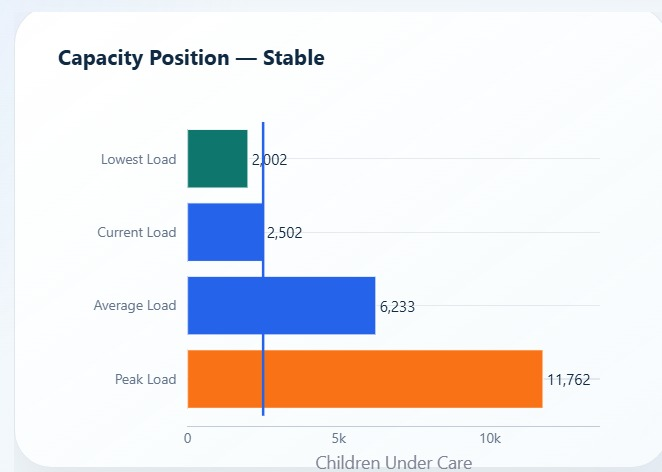 Capacity Position — Stable
Lowest Load 2,002
Current Load 2,502
Average Load 6,233
Peak Load 11,762
0 5k 10k
Children Under Care